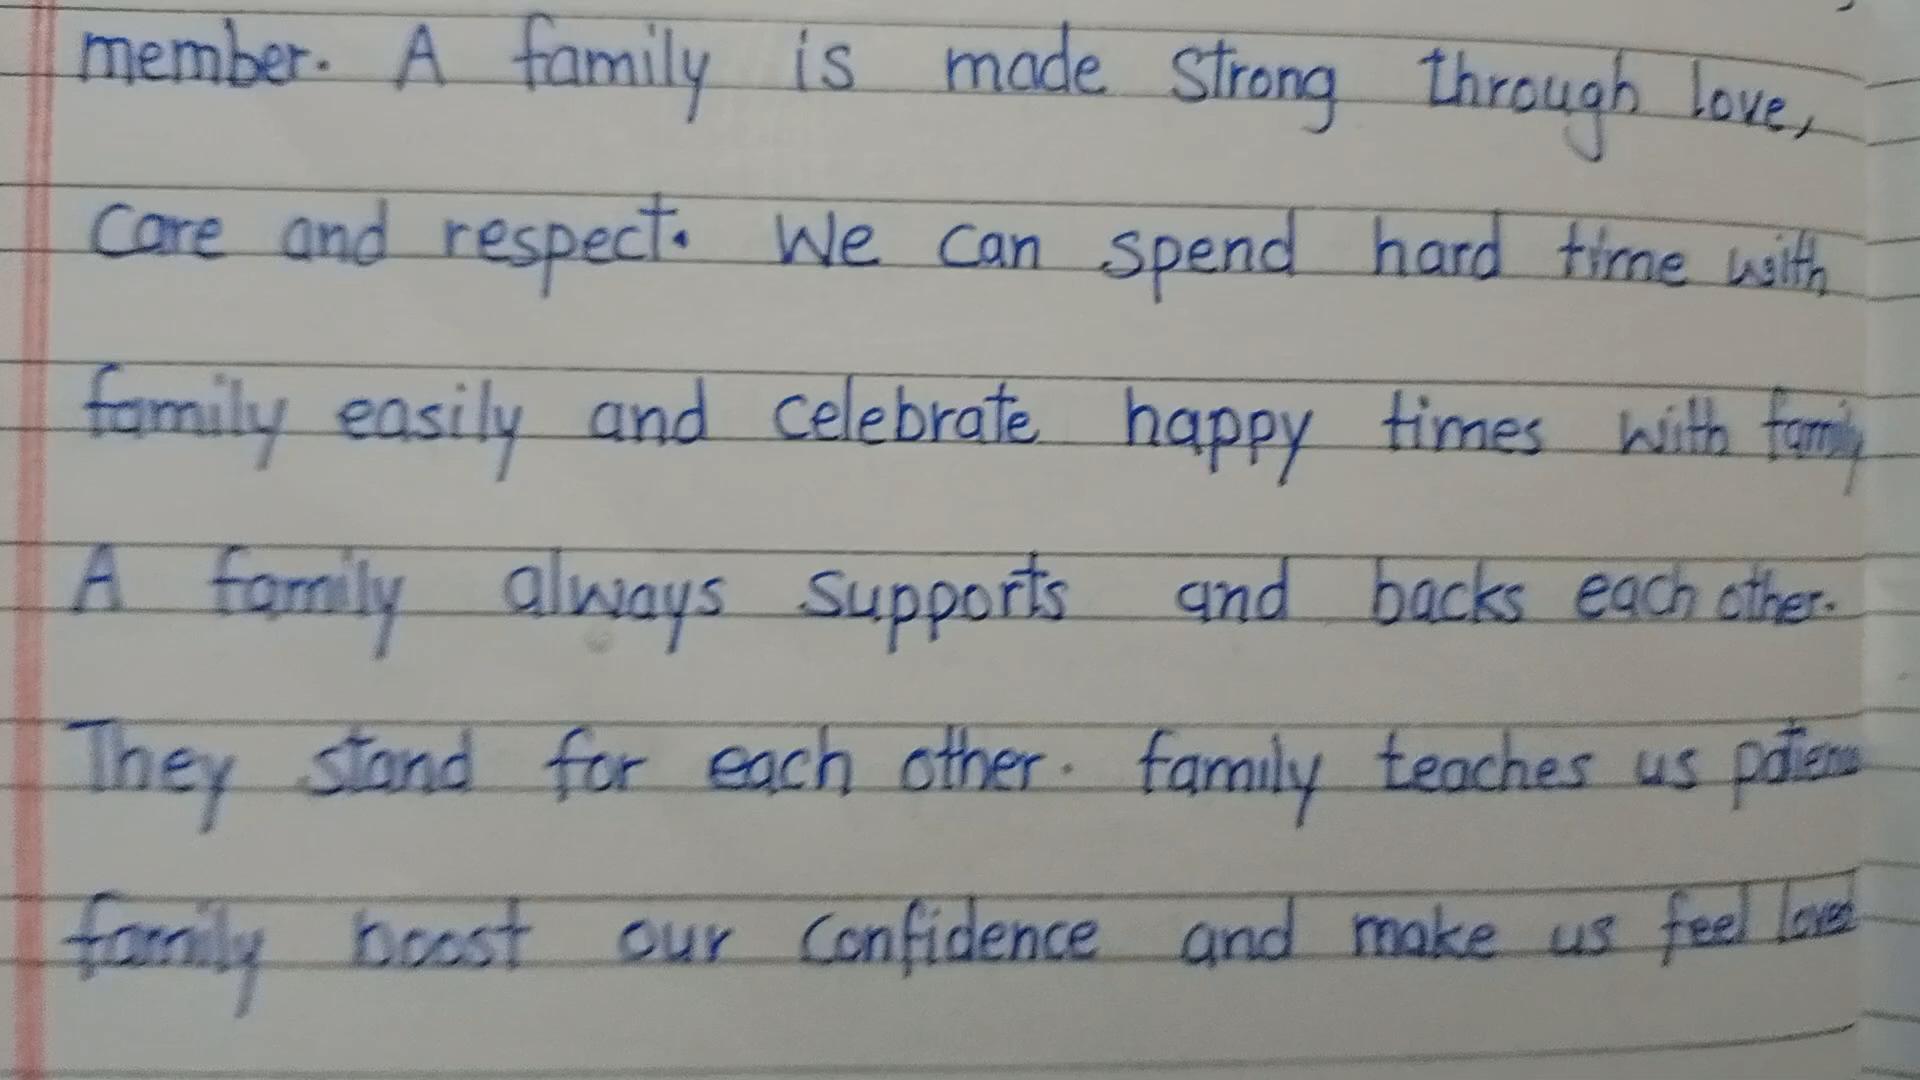 member. A family is made strong through love,
care and respect. We can spend hard time with
family easily and celebrate happy times with family
A family always supports and backs each other.
They stand for each other. family teaches us patience
family boost our confidence and make us feel loved